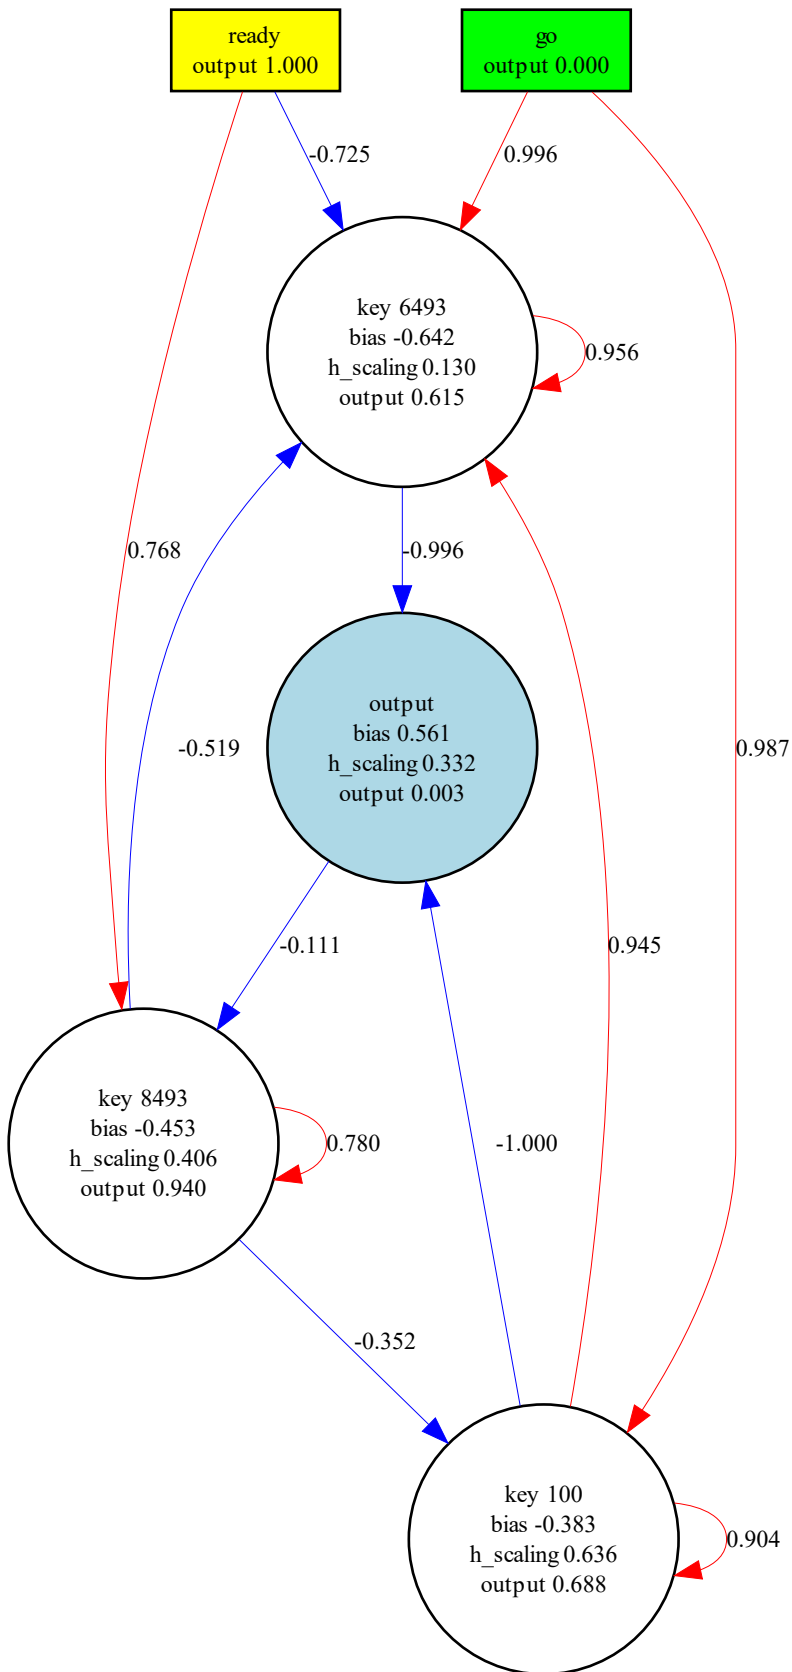 ready
output 1.000
go
output 0.000
-0.725
0.996
key 6493
bias -0.642
h_scaling 0.130
output 0.615
0.956
0.768
-0.996
output
bias 0.561
h_scaling 0.332
output 0.003
-0.519
0.987
-0.111
0.945
key 8493
bias -0.453
h_scaling 0.406
output 0.940
0.780
-1.000
-0.352
key 100
bias -0.383
h_scaling 0.636
output 0.688
0.904